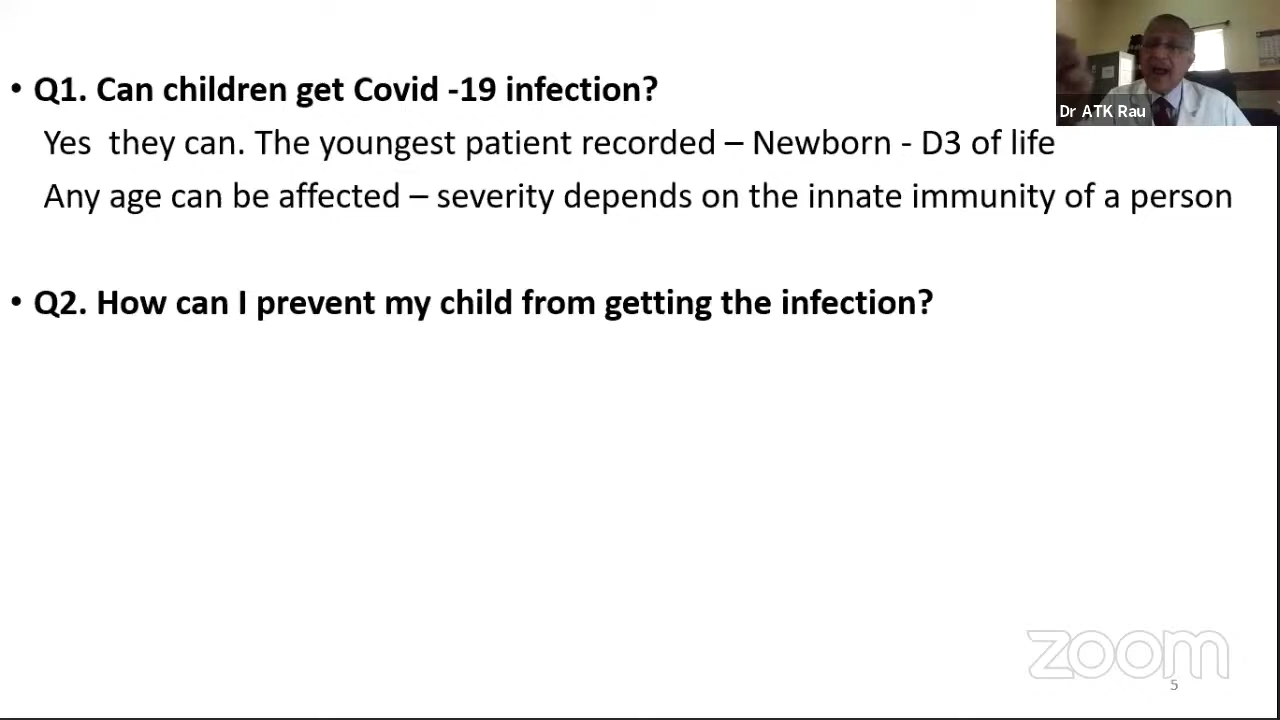 • Q1. Can children get Covid -19 infection?
Dr ATK Rau
Yes they can. The youngest patient recorded – Newborn - D3 of life
Any age can be affected – severity depends on the innate immunity of a person
• Q2. How can I prevent my child from getting the infection?
zoom
5